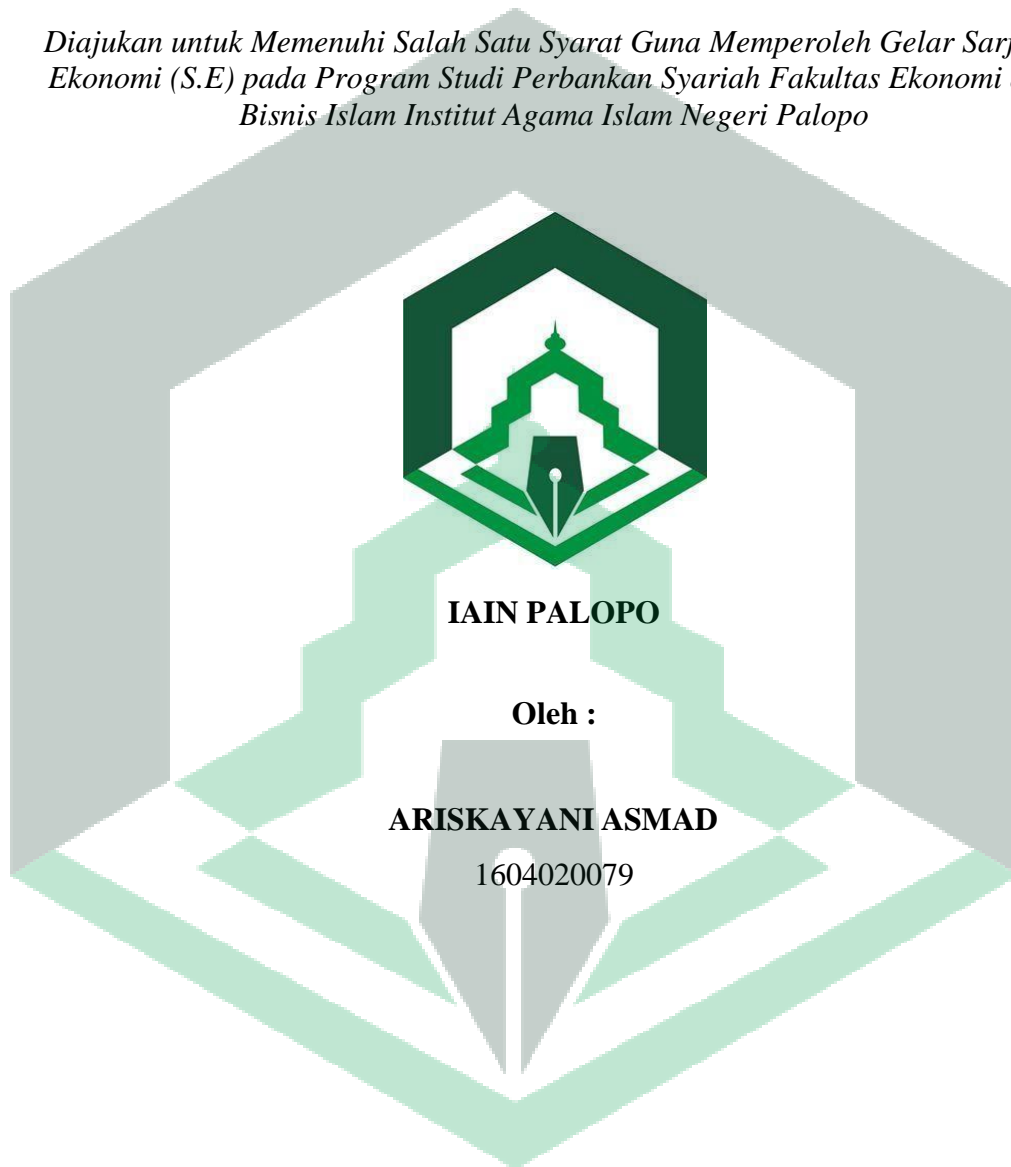 Diajukan untuk Memenuhi Salah Satu Syarat Guna Memperoleh Gelar
Ekonomi (S.E) pada Program Studi Perbankan Syariah Fakultas Ekonomi
Bisnis Islam Institut Agama Islam Negeri Palopo
IAIN PALOPO
Oleh :
ARISKAYANI ASMAD
1604020079